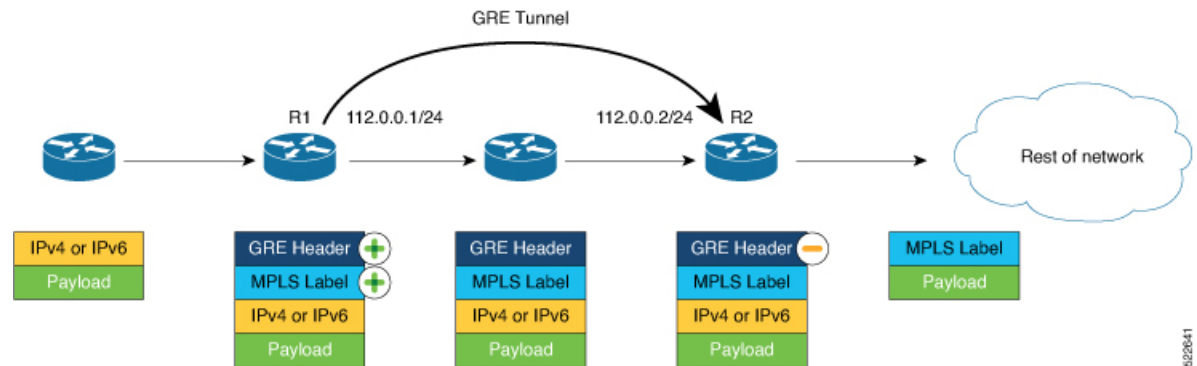 GRE Tunnel
R1 112.0.0.1/24 112.0.0.2/24 R2
Rest of network
IPv4 or IPv6
Payload
GRE Header
MPLS Label
IPv4 or IPv6
Payload
GRE Header
MPLS Label
IPv4 or IPv6
Payload
GRE Header
MPLS Label
IPv4 or IPv6
Payload
MPLS Label
Payload
522641